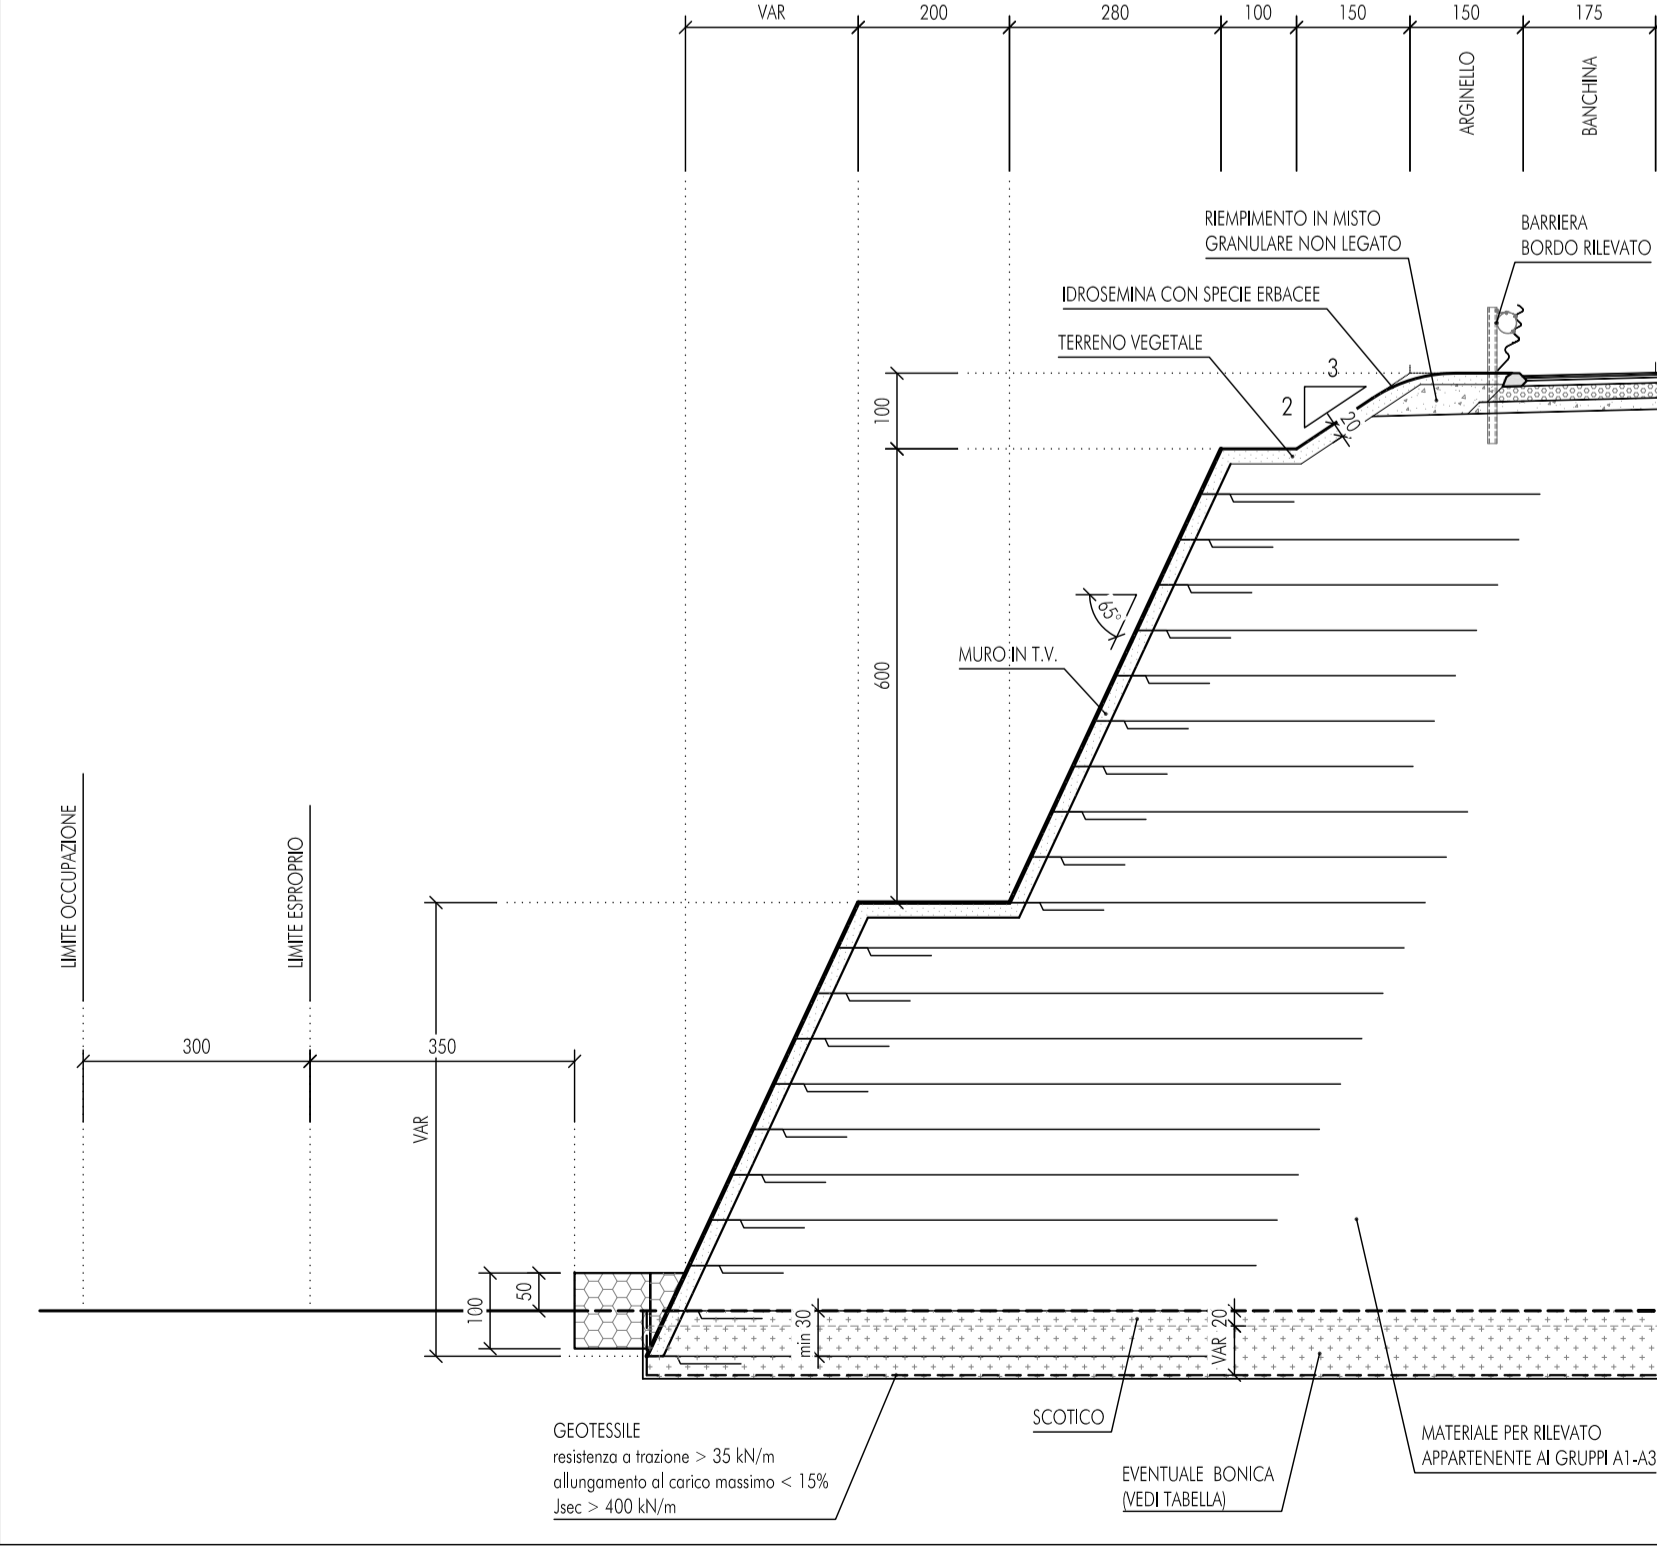 VAR
200
280
100
150
150
175
ARGINELLO
BANCHINA
RIEMPIMENTO IN MISTO
GRANULARE NON LEGATO
BARRIERA
BORDO RILEVATO
IDROSEMINA CON SPECIE ERBACEE
TERRENO VEGETALE
3
2
20
100
65°
MURO IN T.V.
600
LIMITE OCCUPAZIONE
LIMITE ESPROPRIO
300
350
VAR
100
50
min 30
VAR
20
GEOTESSILE
resistenza a trazione > 35 kN/m
allungamento al carico massimo < 15%
Jsec > 400 kN/m
SCOTICO
EVENTUALE BONICA
(VEDI TABELLA)
MATERIALE PER RILEVATO
APPARTENENTE AI GRUPPI A1-A3